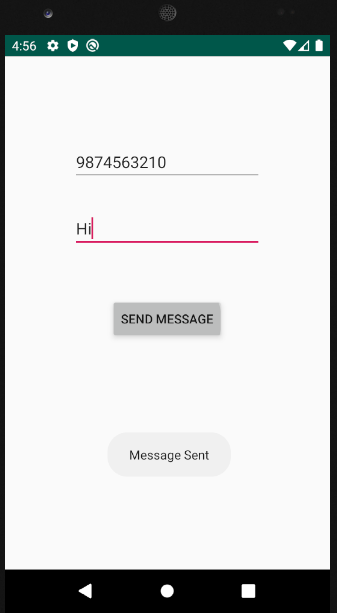 4:56
9874563210
Hi
SEND MESSAGE
Message Sent